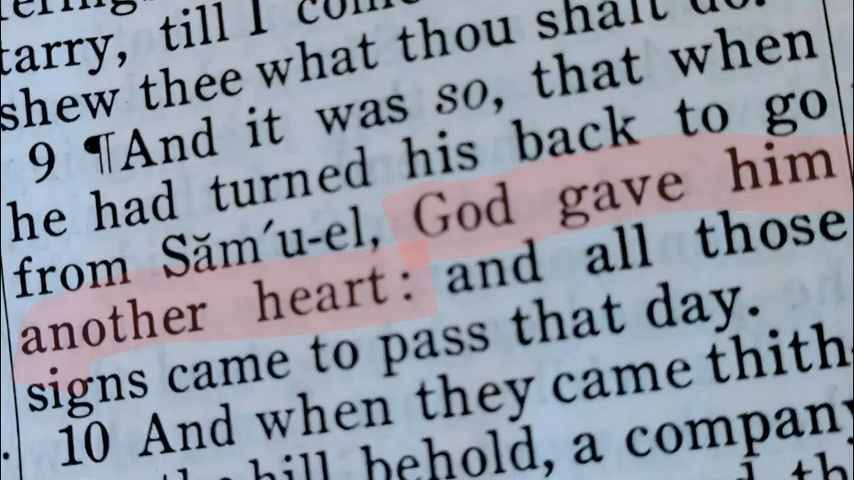 tarry, till I
shew thee what thou shalt do.
9 ¶And it was so, that when
he had turned his back to go
from Săm´u-el, God gave him
another heart: and all those
signs came to pass that day.
10 And when they came thith-
hill, behold, a company